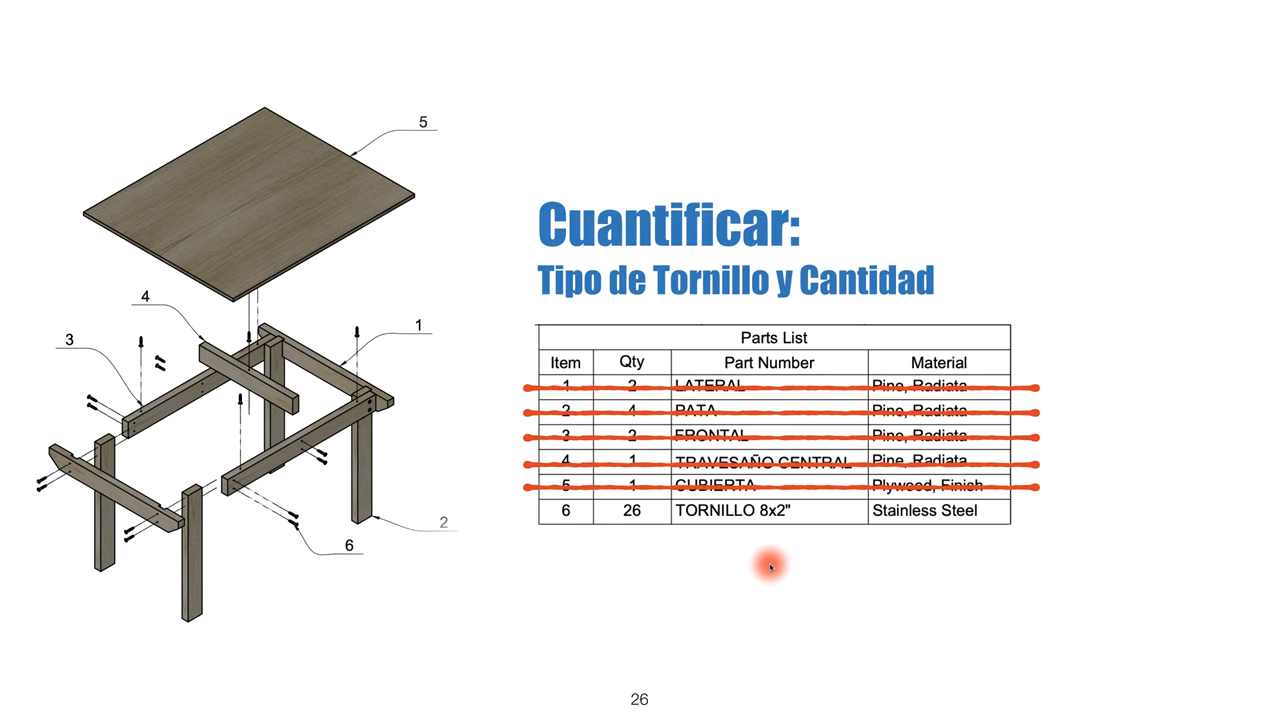 5
4
3
1
2
6
Cuantificar:
Tipo de Tornillo y Cantidad
Parts List
Item Qty Part Number Material
1 2 LATERAL Pine, Radiata
2 4 PATA Pine, Radiata
3 2 FRONTAL Pine, Radiata
4 1 TRAVESAÑO CENTRAL Pine, Radiata
5 1 CUBIERTA Plywood, Finish
6 26 TORNILLO 8x2" Stainless Steel
26